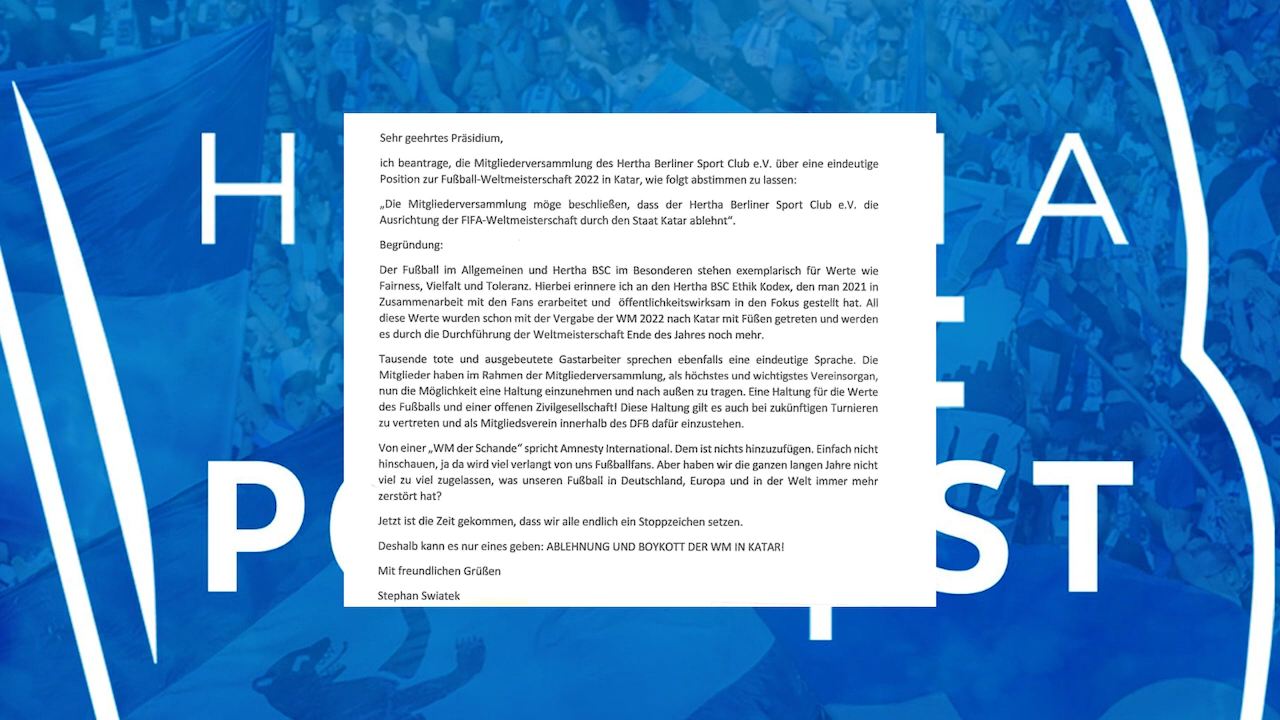 H
A
P
ST
Sehr geehrtes Präsidium,
ich beantrage, die Mitgliederversammlung des Hertha Berliner Sport Club e.V. über eine eindeutige
Position zur Fußball-Weltmeisterschaft 2022 in Katar, wie folgt abstimmen zu lassen:
„Die Mitgliederversammlung möge beschließen, dass der Hertha Berliner Sport Club e.V. die
Ausrichtung der FIFA-Weltmeisterschaft durch den Staat Katar ablehnt“.
Begründung:
Der Fußball im Allgemeinen und Hertha BSC im Besonderen stehen exemplarisch für Werte wie
Fairness, Vielfalt und Toleranz. Hierbei erinnere ich an den Hertha BSC Ethik Kodex, den man 2021 in
Zusammenarbeit mit den Fans erarbeitet und öffentlichkeitswirksam in den Fokus gestellt hat. All
diese Werte wurden schon mit der Vergabe der WM 2022 nach Katar mit Füßen getreten und werden
es durch die Durchführung der Weltmeisterschaft Ende des Jahres noch mehr.
Tausende tote und ausgebeutete Gastarbeiter sprechen ebenfalls eine eindeutige Sprache. Die
Mitglieder haben im Rahmen der Mitgliederversammlung, als höchstes und wichtigstes Vereinsorgan,
nun die Möglichkeit eine Haltung einzunehmen und nach außen zu tragen. Eine Haltung für die Werte
des Fußballs und einer offenen Zivilgesellschaft! Diese Haltung gilt es auch bei zukünftigen Turnieren
zu vertreten und als Mitgliedsverein innerhalb des DFB dafür einzustehen.
Von einer „WM der Schande“ spricht Amnesty International. Dem ist nichts hinzuzufügen. Einfach nicht
hinschauen, ja da wird viel verlangt von uns Fußballfans. Aber haben wir die ganzen langen Jahre nicht
viel zu viel zugelassen, was unseren Fußball in Deutschland, Europa und in der Welt immer mehr
zerstört hat?
Jetzt ist die Zeit gekommen, dass wir alle endlich ein Stoppzeichen setzen.
Deshalb kann es nur eines geben: ABLEHNUNG UND BOYKOTT DER WM IN KATAR!
Mit freundlichen Grüßen
Stephan Swiatek